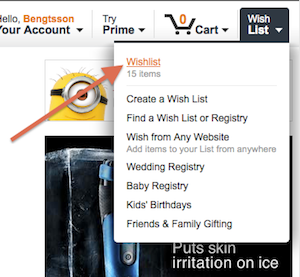 Hello, Bengtsson
Your Account
Try
Prime
0
Cart
Wish
List
Wishlist
15 items
Create a Wish List
Find a Wish List or Registry
Wish from Any Website
Add items to your List from anywhere
Wedding Registry
Baby Registry
Kids' Birthdays
Friends & Family Gifting
Puts skin
irritation on ice